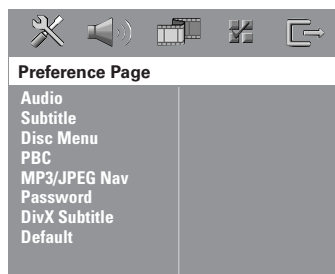 Preference Page
Audio
Subtitle
Disc Menu
PBC
MP3/JPEG Nav
Password
DivX Subtitle
Default